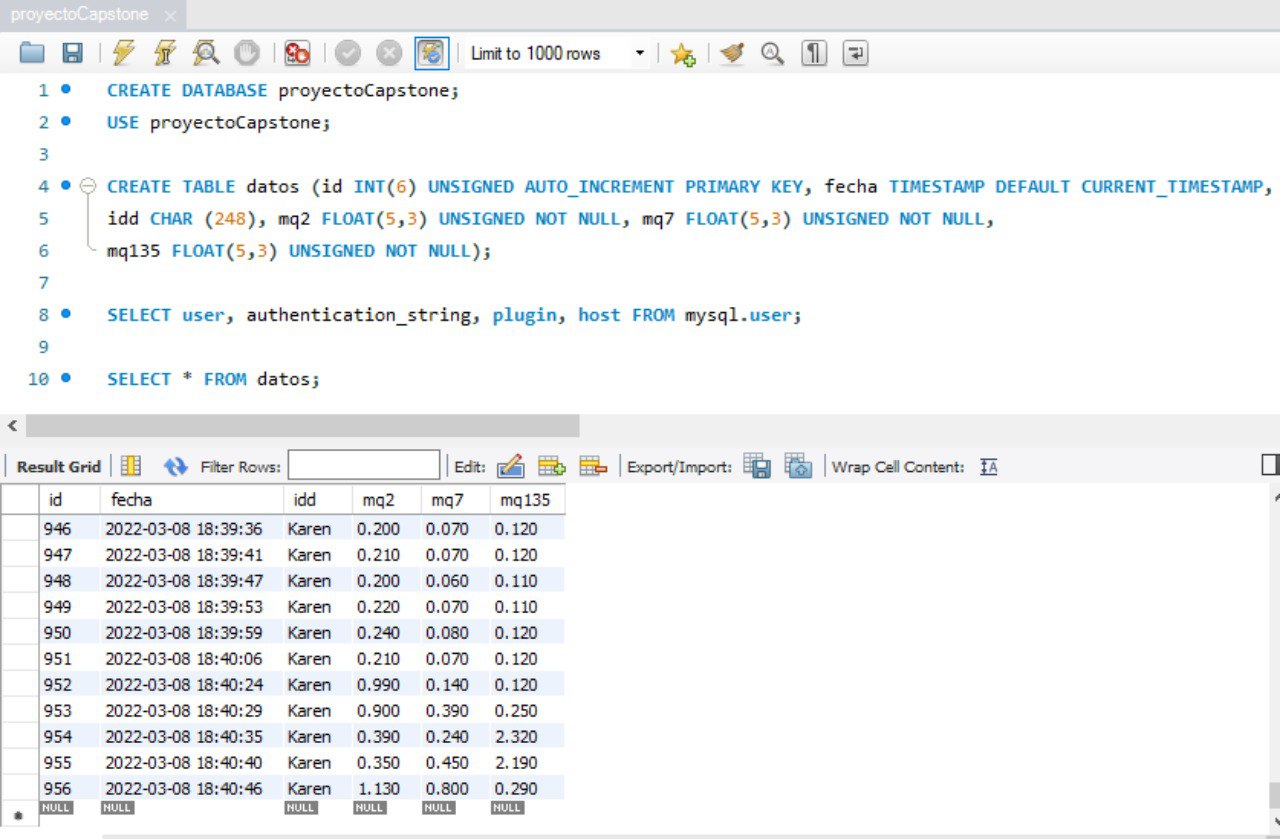 proyectoCapstone
Limit to 1000 rows
1 CREATE DATABASE proyectoCapstone;
2 USE proyectoCapstone;
3
4 CREATE TABLE datos (id INT(6) UNSIGNED AUTO_INCREMENT PRIMARY KEY, fecha TIMESTAMP DEFAULT CURRENT_TIMESTAMP,
5 idd CHAR (248), mq2 FLOAT(5,3) UNSIGNED NOT NULL, mq7 FLOAT(5,3) UNSIGNED NOT NULL,
6 mq135 FLOAT(5,3) UNSIGNED NOT NULL);
7
8 SELECT user, authentication_string, plugin, host FROM mysql.user;
9
10 SELECT * FROM datos;
Result Grid Filter Rows: Edit: Export/Import: Wrap Cell Content: IA
id fecha idd mq2 mq7 mq135
946 2022-03-08 18:39:36 Karen 0.200 0.070 0.120
947 2022-03-08 18:39:41 Karen 0.210 0.070 0.120
948 2022-03-08 18:39:47 Karen 0.200 0.060 0.110
949 2022-03-08 18:39:53 Karen 0.220 0.070 0.110
950 2022-03-08 18:39:59 Karen 0.240 0.080 0.120
951 2022-03-08 18:40:06 Karen 0.210 0.070 0.120
952 2022-03-08 18:40:24 Karen 0.990 0.140 0.120
953 2022-03-08 18:40:29 Karen 0.900 0.390 0.250
954 2022-03-08 18:40:35 Karen 0.390 0.240 2.320
955 2022-03-08 18:40:40 Karen 0.350 0.450 2.190
956 2022-03-08 18:40:46 Karen 1.130 0.800 0.290
NULL NULL NULL NULL NULL NULL